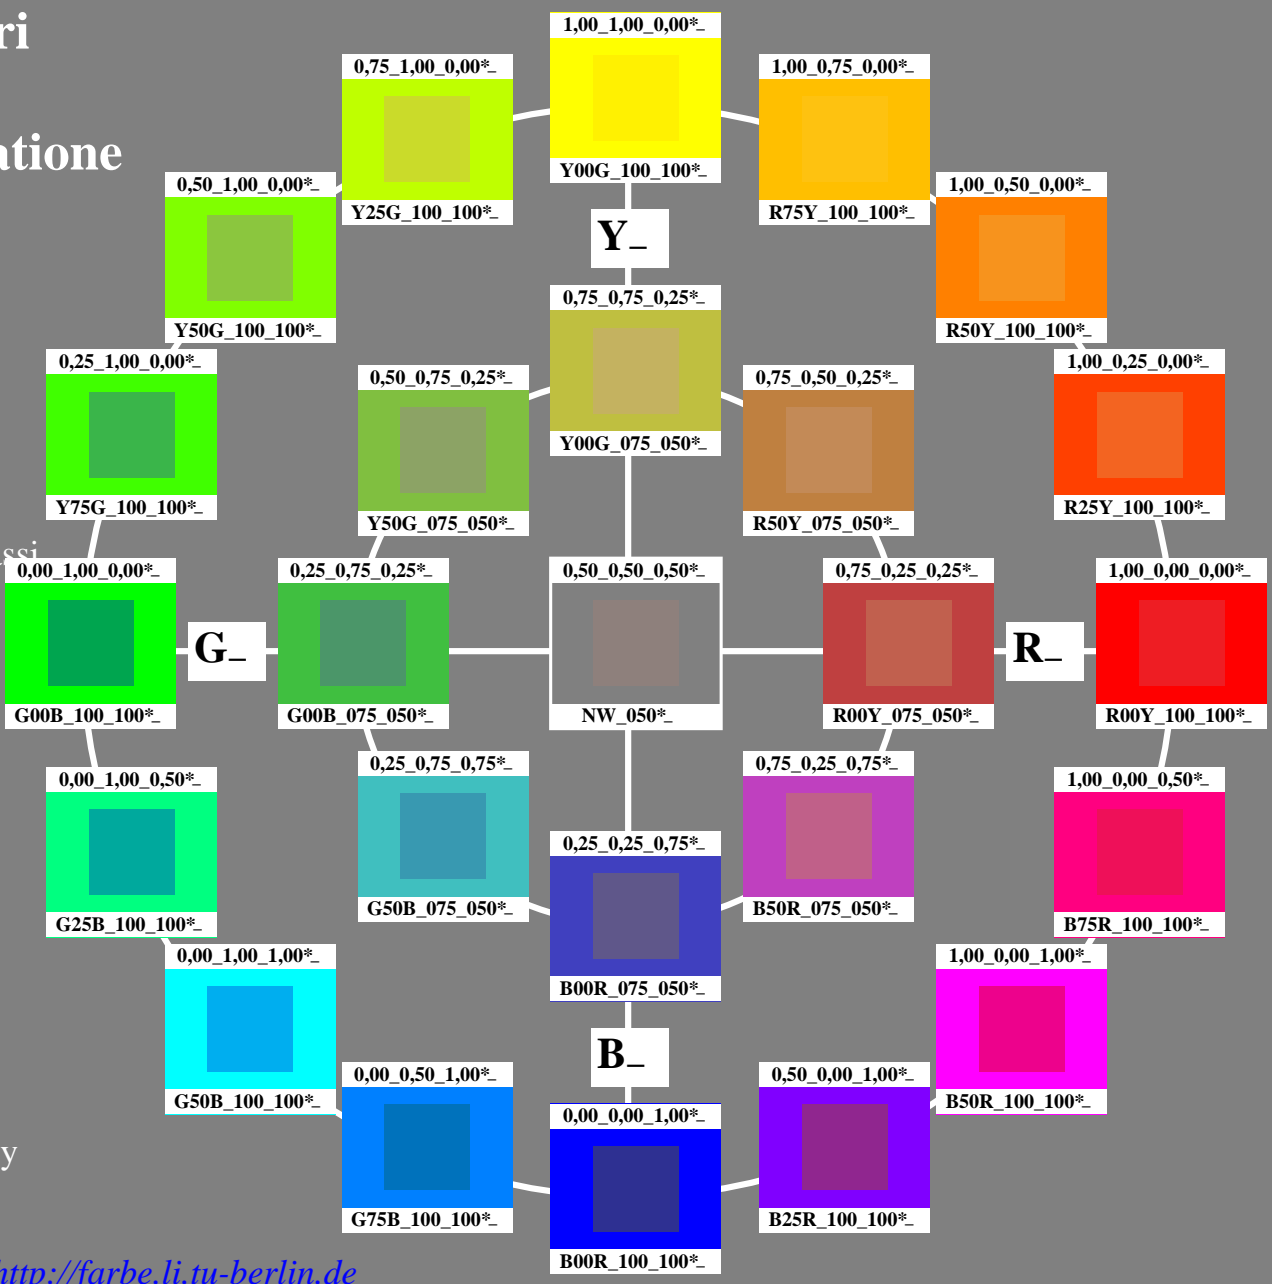 ri
1,00_1,00_0,00*_
0,75_1,00_0,00*_
1,00_0,75_0,00*_
atione
Y00G_100_100*_
0,50_1,00_0,00*_
1,00_0,50_0,00*_
Y25G_100_100*_
R75Y_100_100*_
Y_
0,75_0,75_0,25*_
Y50G_100_100*_
R50Y_100_100*_
0,25_1,00_0,00*_
1,00_0,25_0,00*_
0,50_0,75_0,25*_
0,75_0,50_0,25*_
Y00G_075_050*_
Y75G_100_100*_
R25Y_100_100*_
Y50G_075_050*_
R50Y_075_050*_
assi
0,00_1,00_0,00*_
0,25_0,75_0,25*_
0,50_0,50_0,50*_
0,75_0,25_0,25*_
1,00_0,00_0,00*_
G_
R_
G00B_100_100*_
G00B_075_050*_
NW_050*_
R00Y_075_050*_
R00Y_100_100*_
0,25_0,75_0,75*_
0,75_0,25_0,75*_
0,00_1,00_0,50*_
1,00_0,00_0,50*_
0,25_0,25_0,75*_
G50B_075_050*_
B50R_075_050*_
G25B_100_100*_
B75R_100_100*_
0,00_1,00_1,00*_
1,00_0,00_1,00*_
B00R_075_050*_
B_
0,00_0,50_1,00*_
0,50_0,00_1,00*_
G50B_100_100*_
B50R_100_100*_
0,00_0,00_1,00*_
y
G75B_100_100*_
B25R_100_100*_
B00R_100_100*_
http://farbe.li.tu-berlin.de